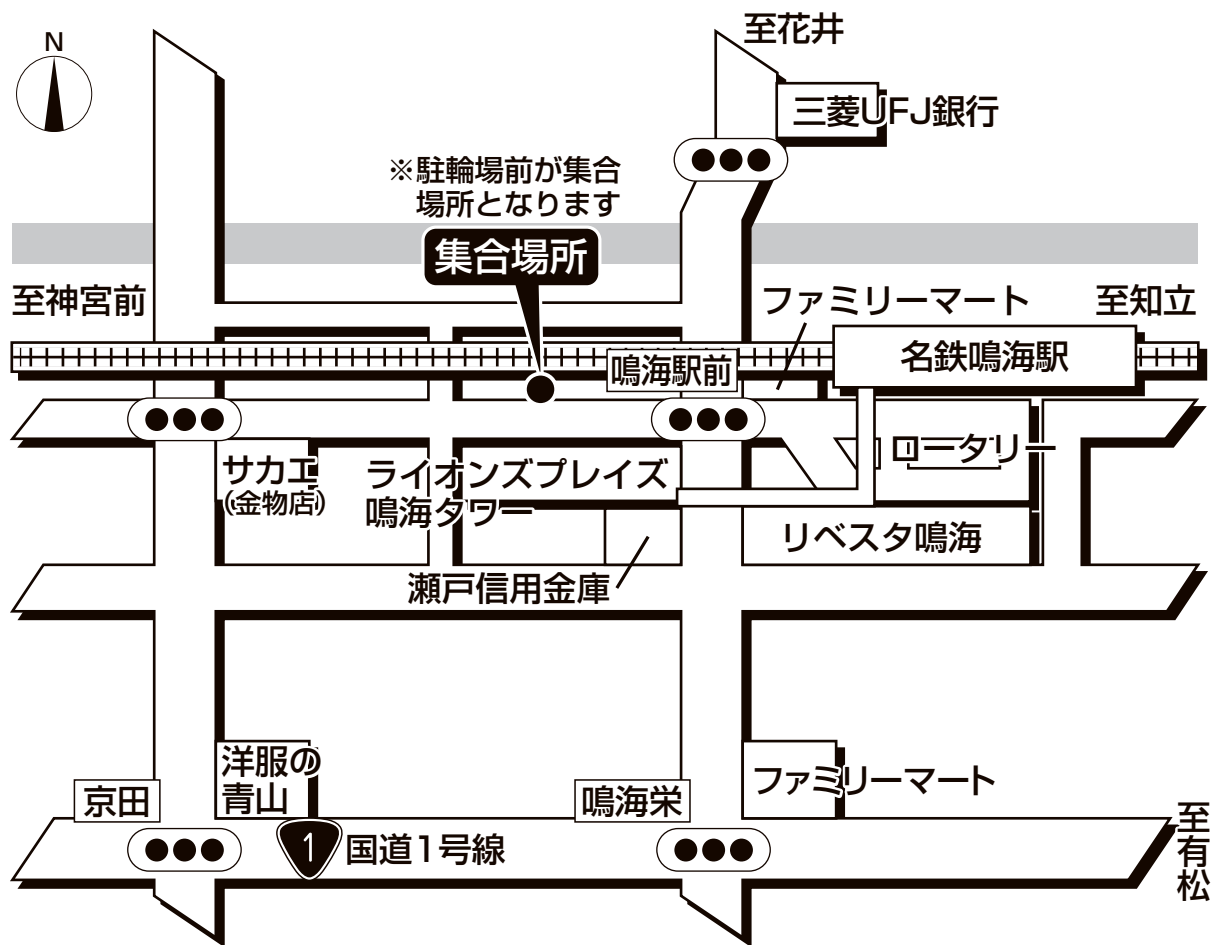 N
至花井
三菱UFJ銀行
※駐輪場前が集合
場所となります
集合場所
至神宮前
ファミリーマート
至知立
名鉄鳴海駅
鳴海駅前
サカエ
(金物店)
ライオンズプレイズ
鳴海タワー
ロータリー
リベスタ鳴海
瀬戸信用金庫
洋服の
青山
ファミリーマート
京田
鳴海栄
1
国道1号線
至有松